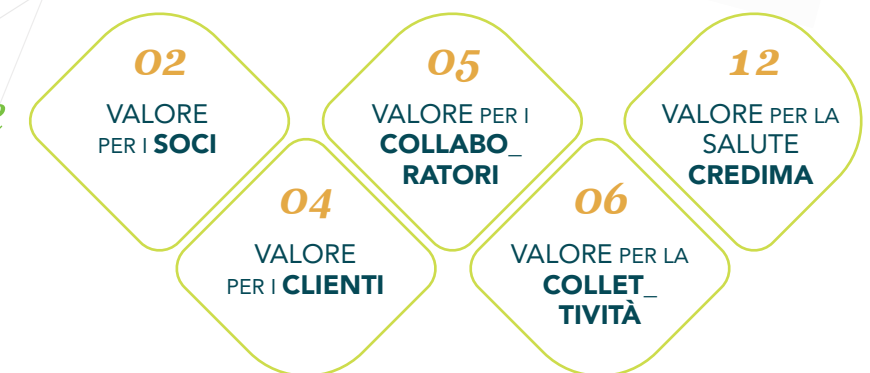 02
VALORE
PER I SOCI
04
VALORE
PER I CLIENTI
05
VALORE PER I
COLLABO_
RATORI
06
VALORE PER LA
COLLET_
TIVITÀ
12
VALORE PER LA
SALUTE
CREDIMA